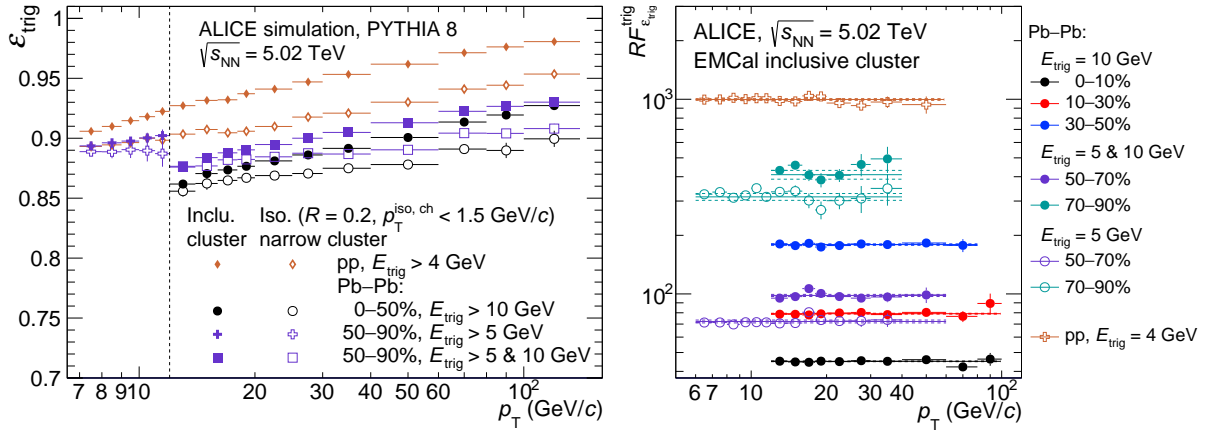 ε_trig
1
0.95
0.9
0.85
0.8
0.75
0.7
ALICE simulation, PYTHIA 8
√s_NN = 5.02 TeV
Inclu. Iso. (R = 0.2, p_T^iso, ch < 1.5 GeV/c)
cluster narrow cluster
pp, E_trig > 4 GeV
Pb–Pb:
0–50%, E_trig > 10 GeV
50–90%, E_trig > 5 GeV
50–90%, E_trig > 5 & 10 GeV
7 8 910 20 30 40 50 60 10²
p_T (GeV/c)
RF^trig_ε_trig
10³
10²
ALICE, √s_NN = 5.02 TeV
EMCal inclusive cluster
6 7 10 20 30 40 10²
p_T (GeV/c)
Pb–Pb:
E_trig = 10 GeV
0–10%
10–30%
30–50%
E_trig = 5 & 10 GeV
50–70%
70–90%
E_trig = 5 GeV
50–70%
70–90%
pp, E_trig = 4 GeV